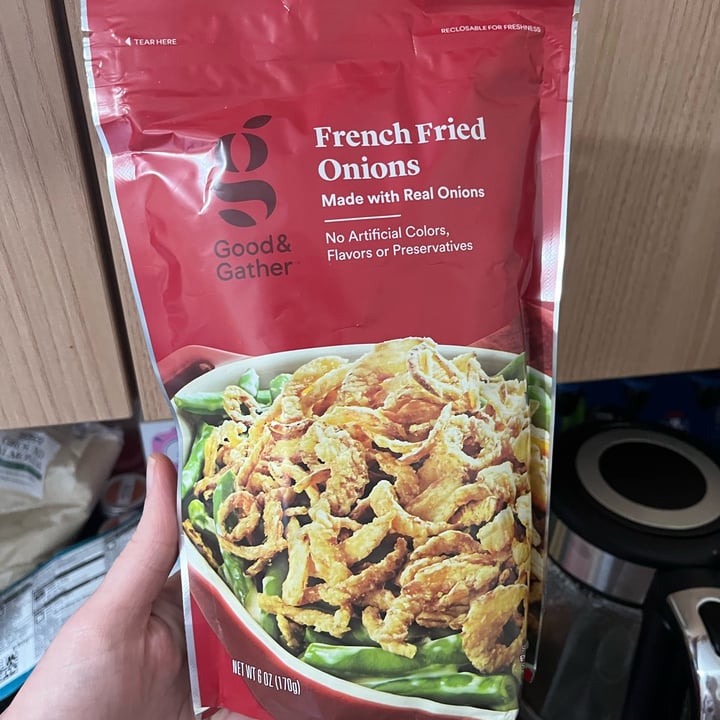 TEAR HERE
RECLOSABLE FOR FRESHNESS
g
French Fried
Onions
Made with Real Onions
No Artificial Colors,
Flavors or Preservatives
Good&
Gather
NET WT 6 OZ. (170g)